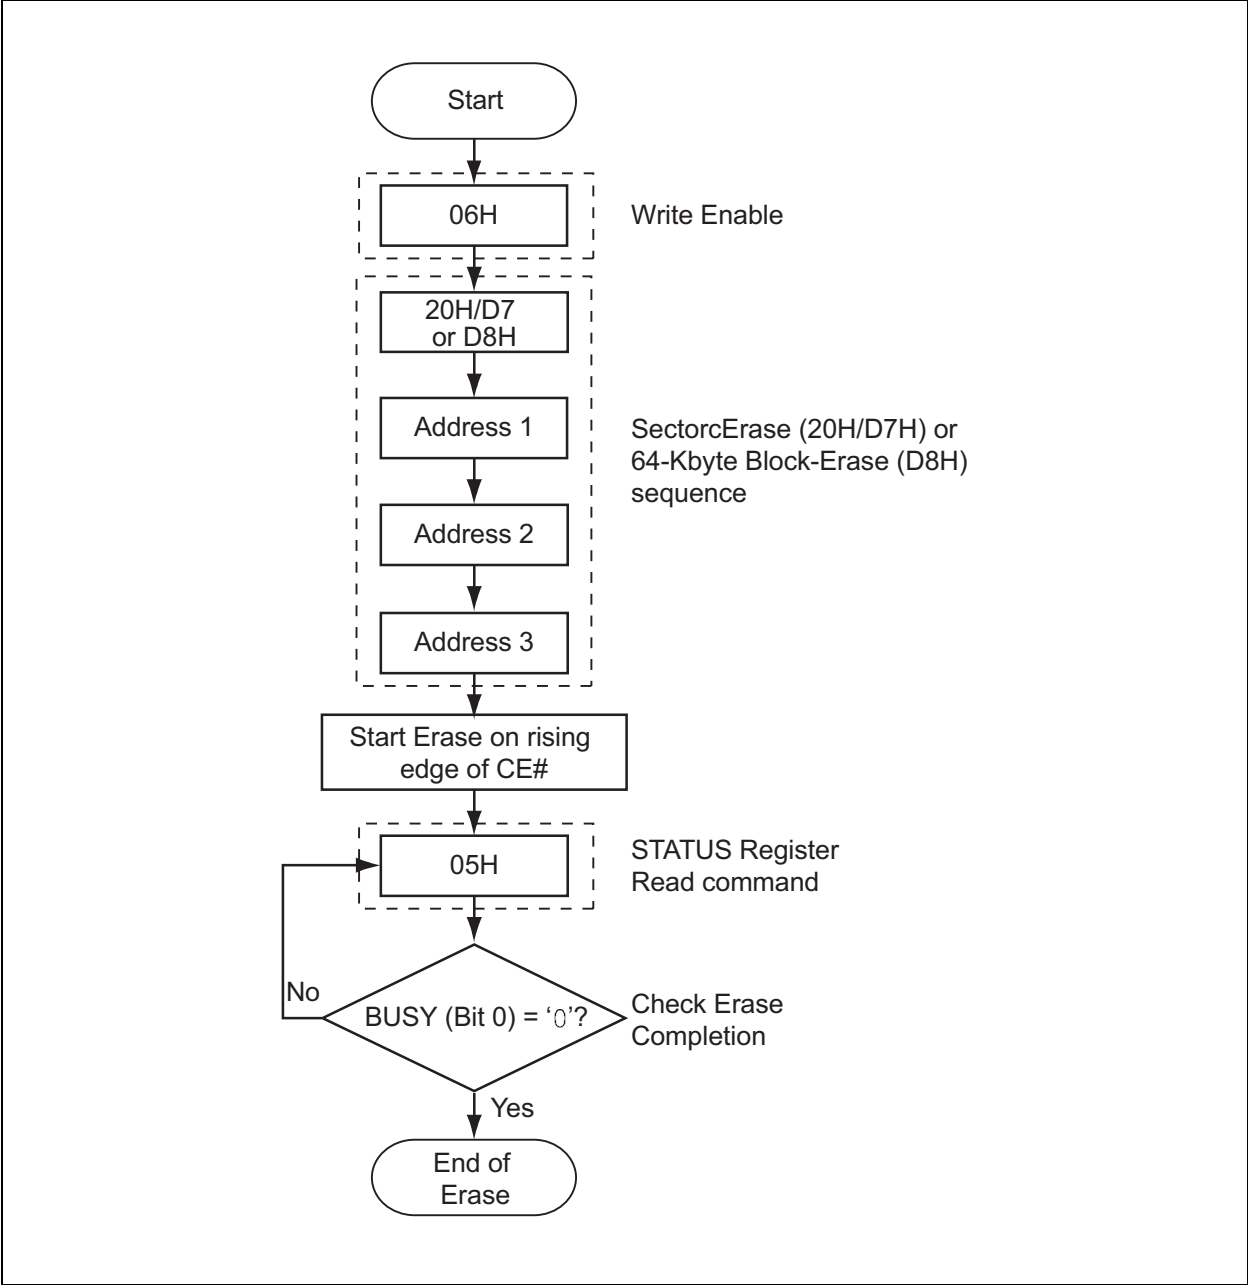 Start
06H
Write Enable
20H/D7
or D8H
Address 1
SectorcErase (20H/D7H) or
64-Kbyte Block-Erase (D8H)
sequence
Address 2
Address 3
Start Erase on rising
edge of CE#
05H
STATUS Register
Read command
No
BUSY (Bit 0) = ‘0’?
Check Erase
Completion
Yes
End of
Erase